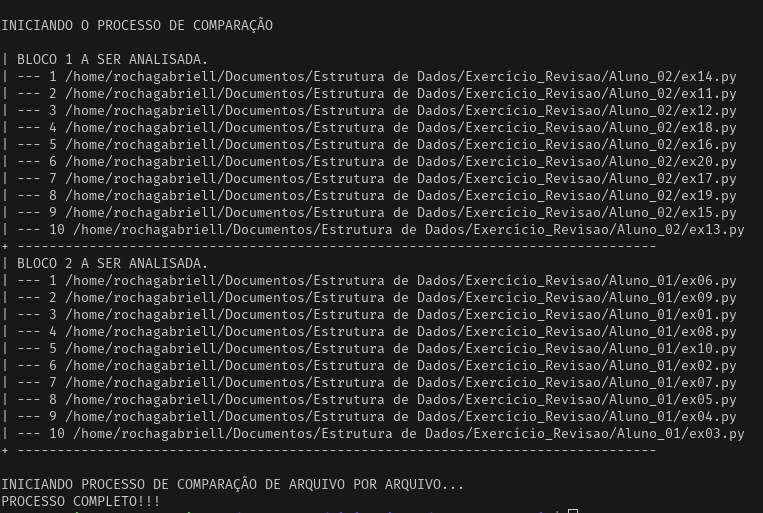 INICIANDO O PROCESSO DE COMPARAÇÃO
| BLOCO 1 A SER ANALISADA.
| --- 1 /home/rochagabriell/Documentos/Estrutura de Dados/Exercício_Revisao/Aluno_02/ex14.py
| --- 2 /home/rochagabriell/Documentos/Estrutura de Dados/Exercício_Revisao/Aluno_02/ex11.py
| --- 3 /home/rochagabriell/Documentos/Estrutura de Dados/Exercício_Revisao/Aluno_02/ex12.py
| --- 4 /home/rochagabriell/Documentos/Estrutura de Dados/Exercício_Revisao/Aluno_02/ex18.py
| --- 5 /home/rochagabriell/Documentos/Estrutura de Dados/Exercício_Revisao/Aluno_02/ex16.py
| --- 6 /home/rochagabriell/Documentos/Estrutura de Dados/Exercício_Revisao/Aluno_02/ex20.py
| --- 7 /home/rochagabriell/Documentos/Estrutura de Dados/Exercício_Revisao/Aluno_02/ex17.py
| --- 8 /home/rochagabriell/Documentos/Estrutura de Dados/Exercício_Revisao/Aluno_02/ex19.py
| --- 9 /home/rochagabriell/Documentos/Estrutura de Dados/Exercício_Revisao/Aluno_02/ex15.py
| --- 10 /home/rochagabriell/Documentos/Estrutura de Dados/Exercício_Revisao/Aluno_02/ex13.py
+ --------------------------------------------------------------------------------
| BLOCO 2 A SER ANALISADA.
| --- 1 /home/rochagabriell/Documentos/Estrutura de Dados/Exercício_Revisao/Aluno_01/ex06.py
| --- 2 /home/rochagabriell/Documentos/Estrutura de Dados/Exercício_Revisao/Aluno_01/ex09.py
| --- 3 /home/rochagabriell/Documentos/Estrutura de Dados/Exercício_Revisao/Aluno_01/ex01.py
| --- 4 /home/rochagabriell/Documentos/Estrutura de Dados/Exercício_Revisao/Aluno_01/ex08.py
| --- 5 /home/rochagabriell/Documentos/Estrutura de Dados/Exercício_Revisao/Aluno_01/ex10.py
| --- 6 /home/rochagabriell/Documentos/Estrutura de Dados/Exercício_Revisao/Aluno_01/ex02.py
| --- 7 /home/rochagabriell/Documentos/Estrutura de Dados/Exercício_Revisao/Aluno_01/ex07.py
| --- 8 /home/rochagabriell/Documentos/Estrutura de Dados/Exercício_Revisao/Aluno_01/ex05.py
| --- 9 /home/rochagabriell/Documentos/Estrutura de Dados/Exercício_Revisao/Aluno_01/ex04.py
| --- 10 /home/rochagabriell/Documentos/Estrutura de Dados/Exercício_Revisao/Aluno_01/ex03.py
+ --------------------------------------------------------------------------------
INICIANDO PROCESSO DE COMPARAÇÃO DE ARQUIVO POR ARQUIVO...
PROCESSO COMPLETO!!!